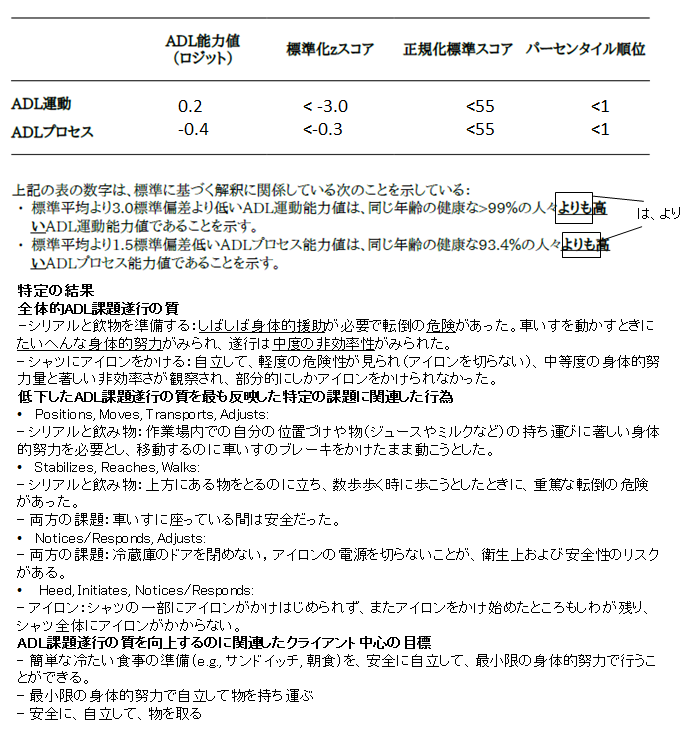 ADL能力値 標準化zスコア 正規化標準スコア パーセンタイル順位
（ロジット）
ADL運動 0.2 < -3.0 <55 <1
ADLプロセス -0.4 <-0.3 <55 <1
上記の表の数字は、標準に基づく解釈に関係している次のことを示している：
・ 標準平均より3.0標準偏差より低いADL運動能力値は、同じ年齢の健康な>99%の人々よりも高
いADL運動能力値であることを示す。
は、より
・ 標準平均より1.5標準偏差低いADLプロセス能力値は、同じ年齢の健康な93.4%の人々よりも高
いADLプロセス能力値であることを示す。
特定の結果
全体的ADL課題遂行の質
−シリアルと飲物を準備する：しばしば身体的援助が必要で転倒の危険があった。車いすを動かすときに
たいへんな身体的努力がみられ、遂行は中度の非効率性がみられた。
−シャツにアイロンをかける：自立して、軽度の危険性が見られ（アイロンを切らない）、中等度の身体的努
力量と著しい非効率さが観察され、部分的にしかアイロンをかけられなかった。
低下したADL課題遂行の質を最も反映した特定の課題に関連した行為
• Positions, Moves, Transports, Adjusts:
−シリアルと飲み物：作業場内での自分の位置づけや物（ジュースやミルクなど）の持ち運びに著しい身体
的努力を必要とし、移動するのに車いすのブレーキをかけたまま動こうとした。
• Stabilizes, Reaches, Walks:
−シリアルと飲み物：上方にある物をとるのに立ち、数歩歩く時に歩こうとしたときに、重篤な転倒の危険
があった。
− 両方の課題：車いすに座っている間は安全だった。
• Notices/Responds, Adjusts:
− 両方の課題：冷蔵庫のドアを閉めない，アイロンの電源を切らないことが、衛生上および安全性のリスク
がある。
• Heed, Initiates, Notices/Responds:
− アイロン：シャツの一部にアイロンがかけはじめられず、またアイロンをかけ始めたところもしわが残り、
シャツ全体にアイロンがかからない。
ADL課題遂行の質を向上するのに関連したクライアント中心の目標
− 簡単な冷たい食事の準備（e.g., サンドイッチ, 朝食）を、安全に自立して、最小限の身体的努力で行うこ
とができる。
− 最小限の身体的努力で自立して物を持ち運ぶ
− 安全に、自立して、物を取る